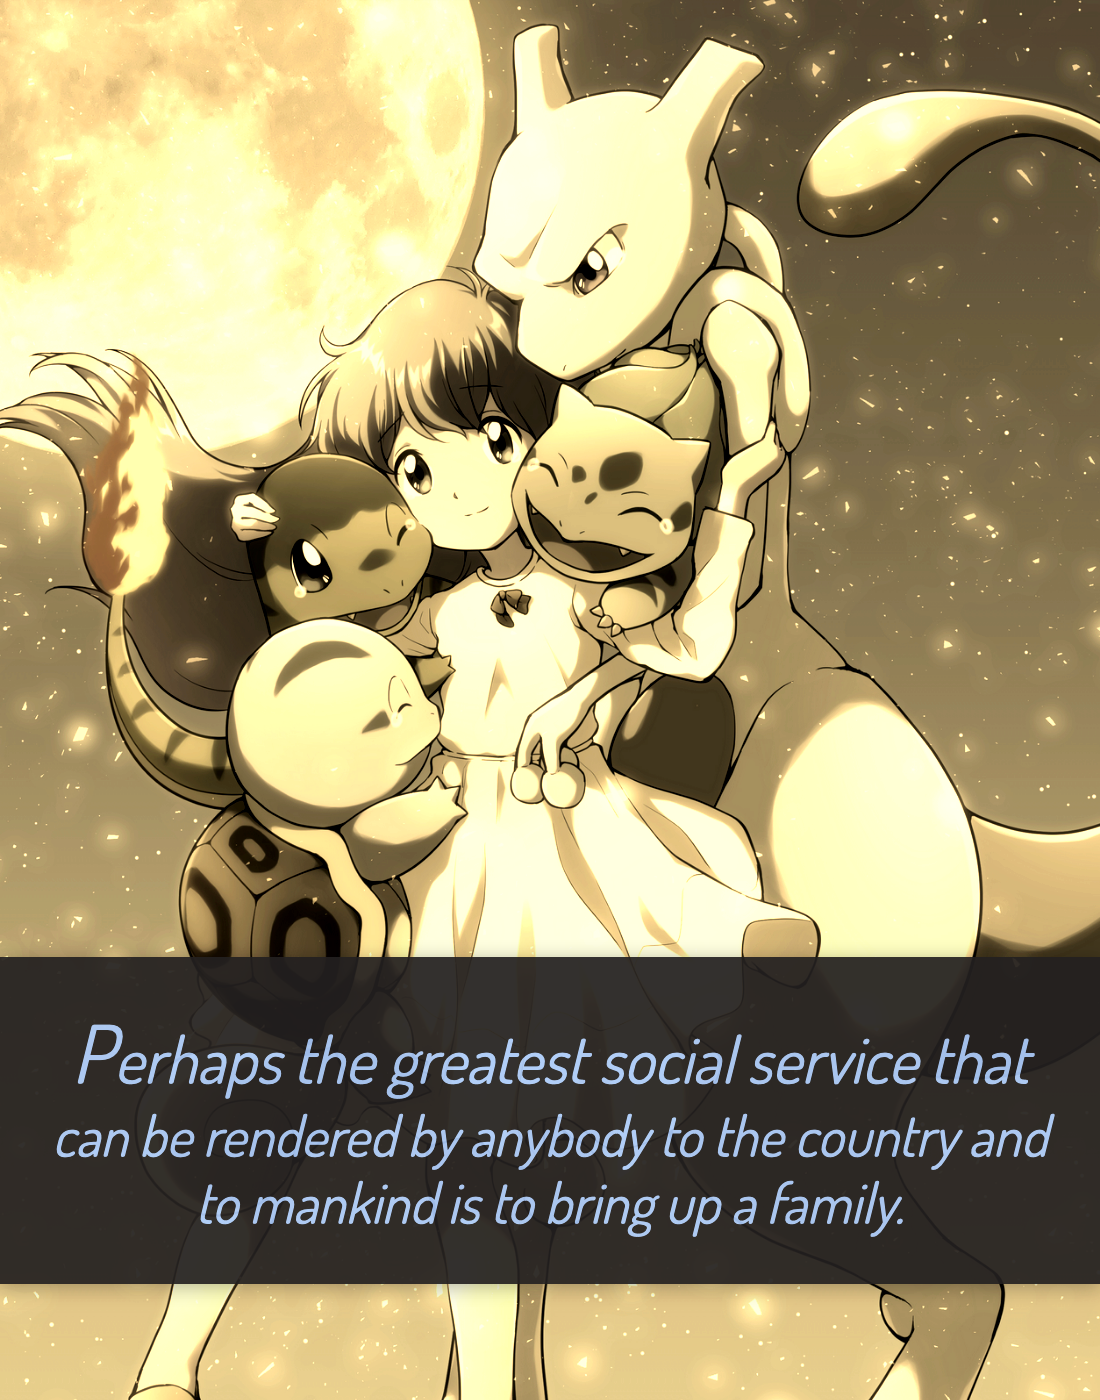 Perhaps the greatest social service that
can be rendered by anybody to the country and
to mankind is to bring up a family.